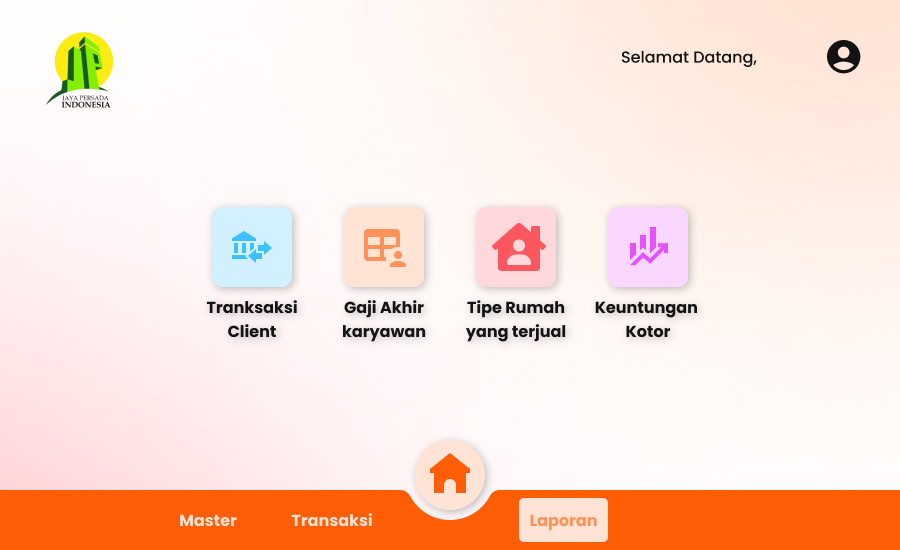 JAYA PERSADA
INDONESIA
Selamat Datang,
Tranksaksi
Client
Gaji Akhir
karyawan
Tipe Rumah
yang terjual
Keuntungan
Kotor
Master
Transaksi
Laporan